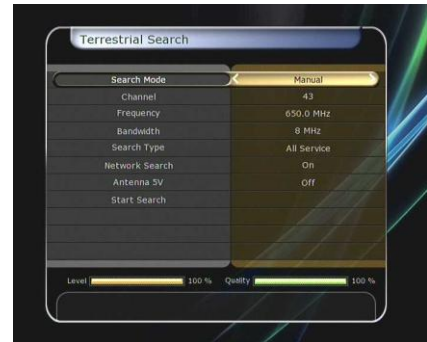 Terrestrial Search
Search Mode Manual
Channel 43
Frequency 650.0 MHz
Bandwidth 8 MHz
Search Type All Service
Network Search On
Antenna 5V Off
Start Search
Level 100 % Quality 100 %